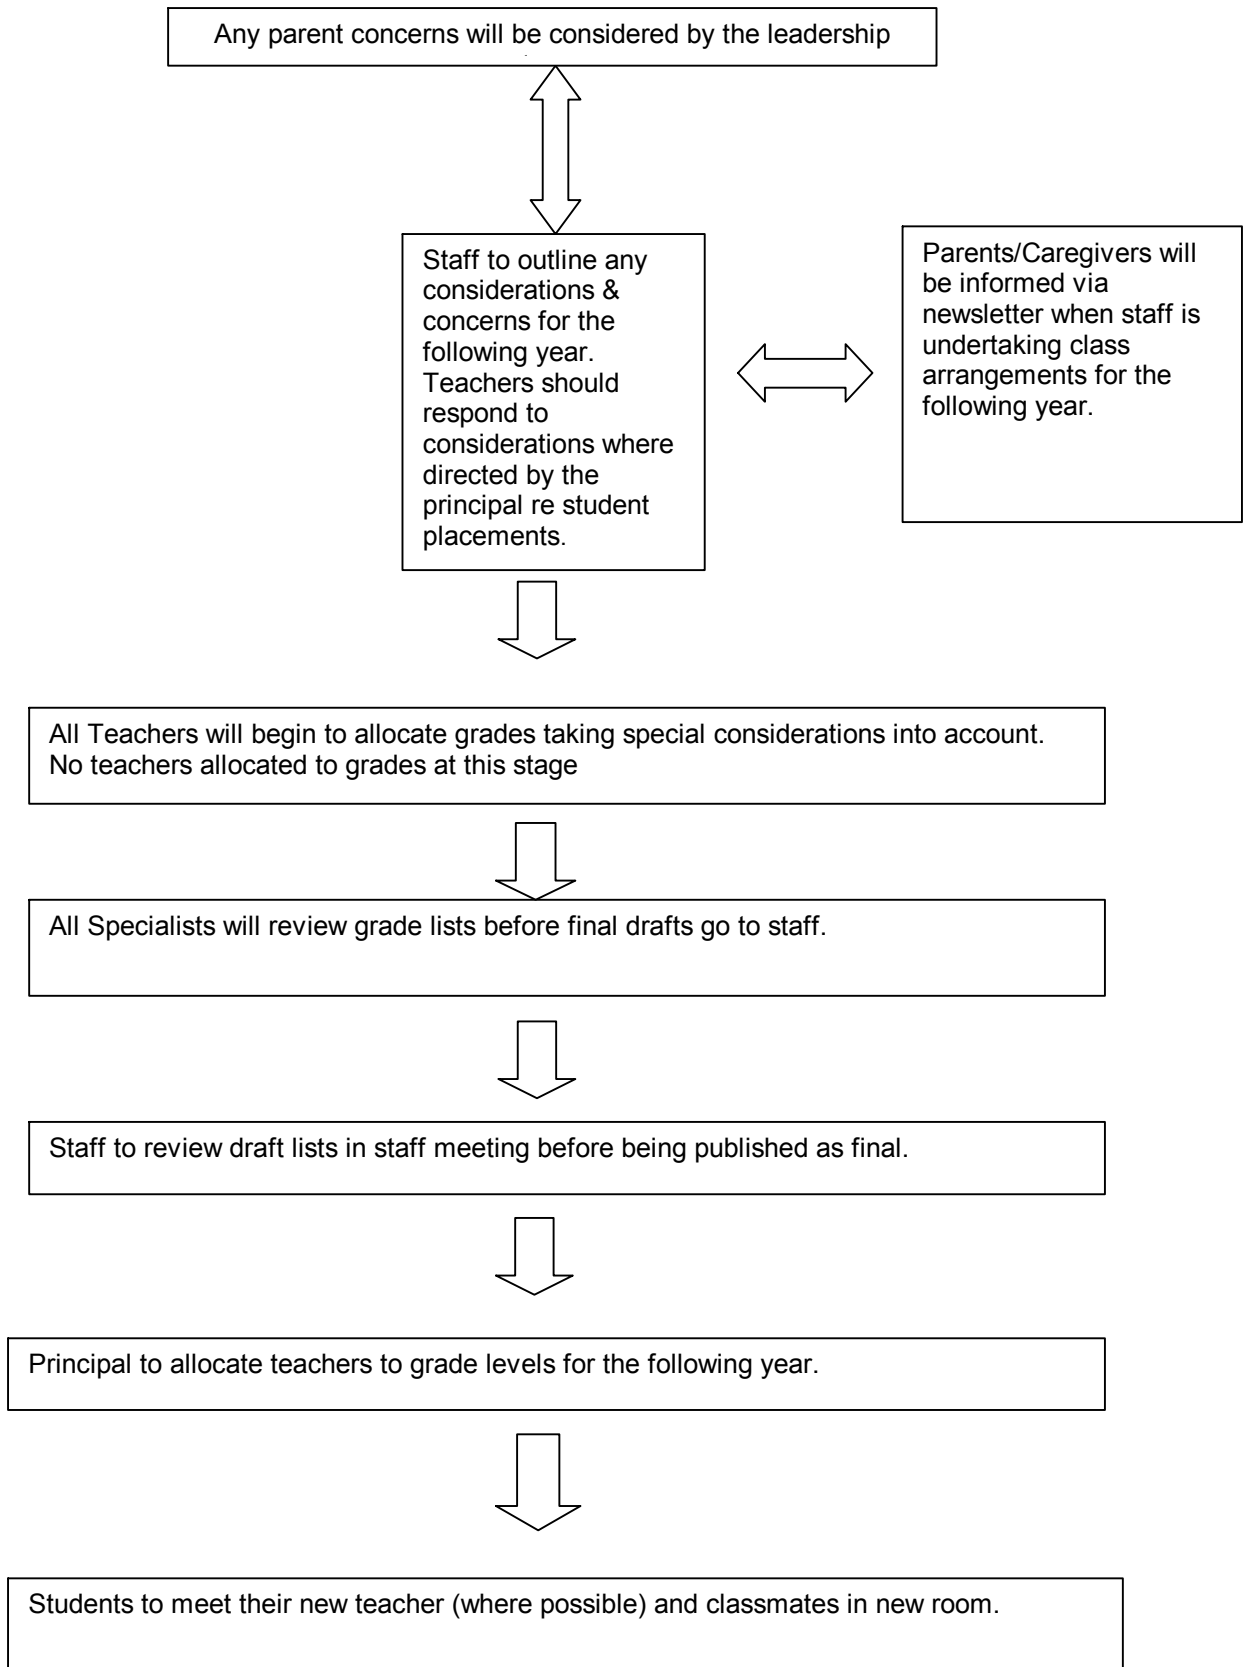 Any parent concerns will be considered by the leadership
Staff to outline any
considerations &
concerns for the
following year.
Teachers should
respond to
considerations where
directed by the
principal re student
placements.
Parents/Caregivers will
be informed via
newsletter when staff is
undertaking class
arrangements for the
following year.
All Teachers will begin to allocate grades taking special considerations into account.
No teachers allocated to grades at this stage
All Specialists will review grade lists before final drafts go to staff.
Staff to review draft lists in staff meeting before being published as final.
Principal to allocate teachers to grade levels for the following year.
Students to meet their new teacher (where possible) and classmates in new room.